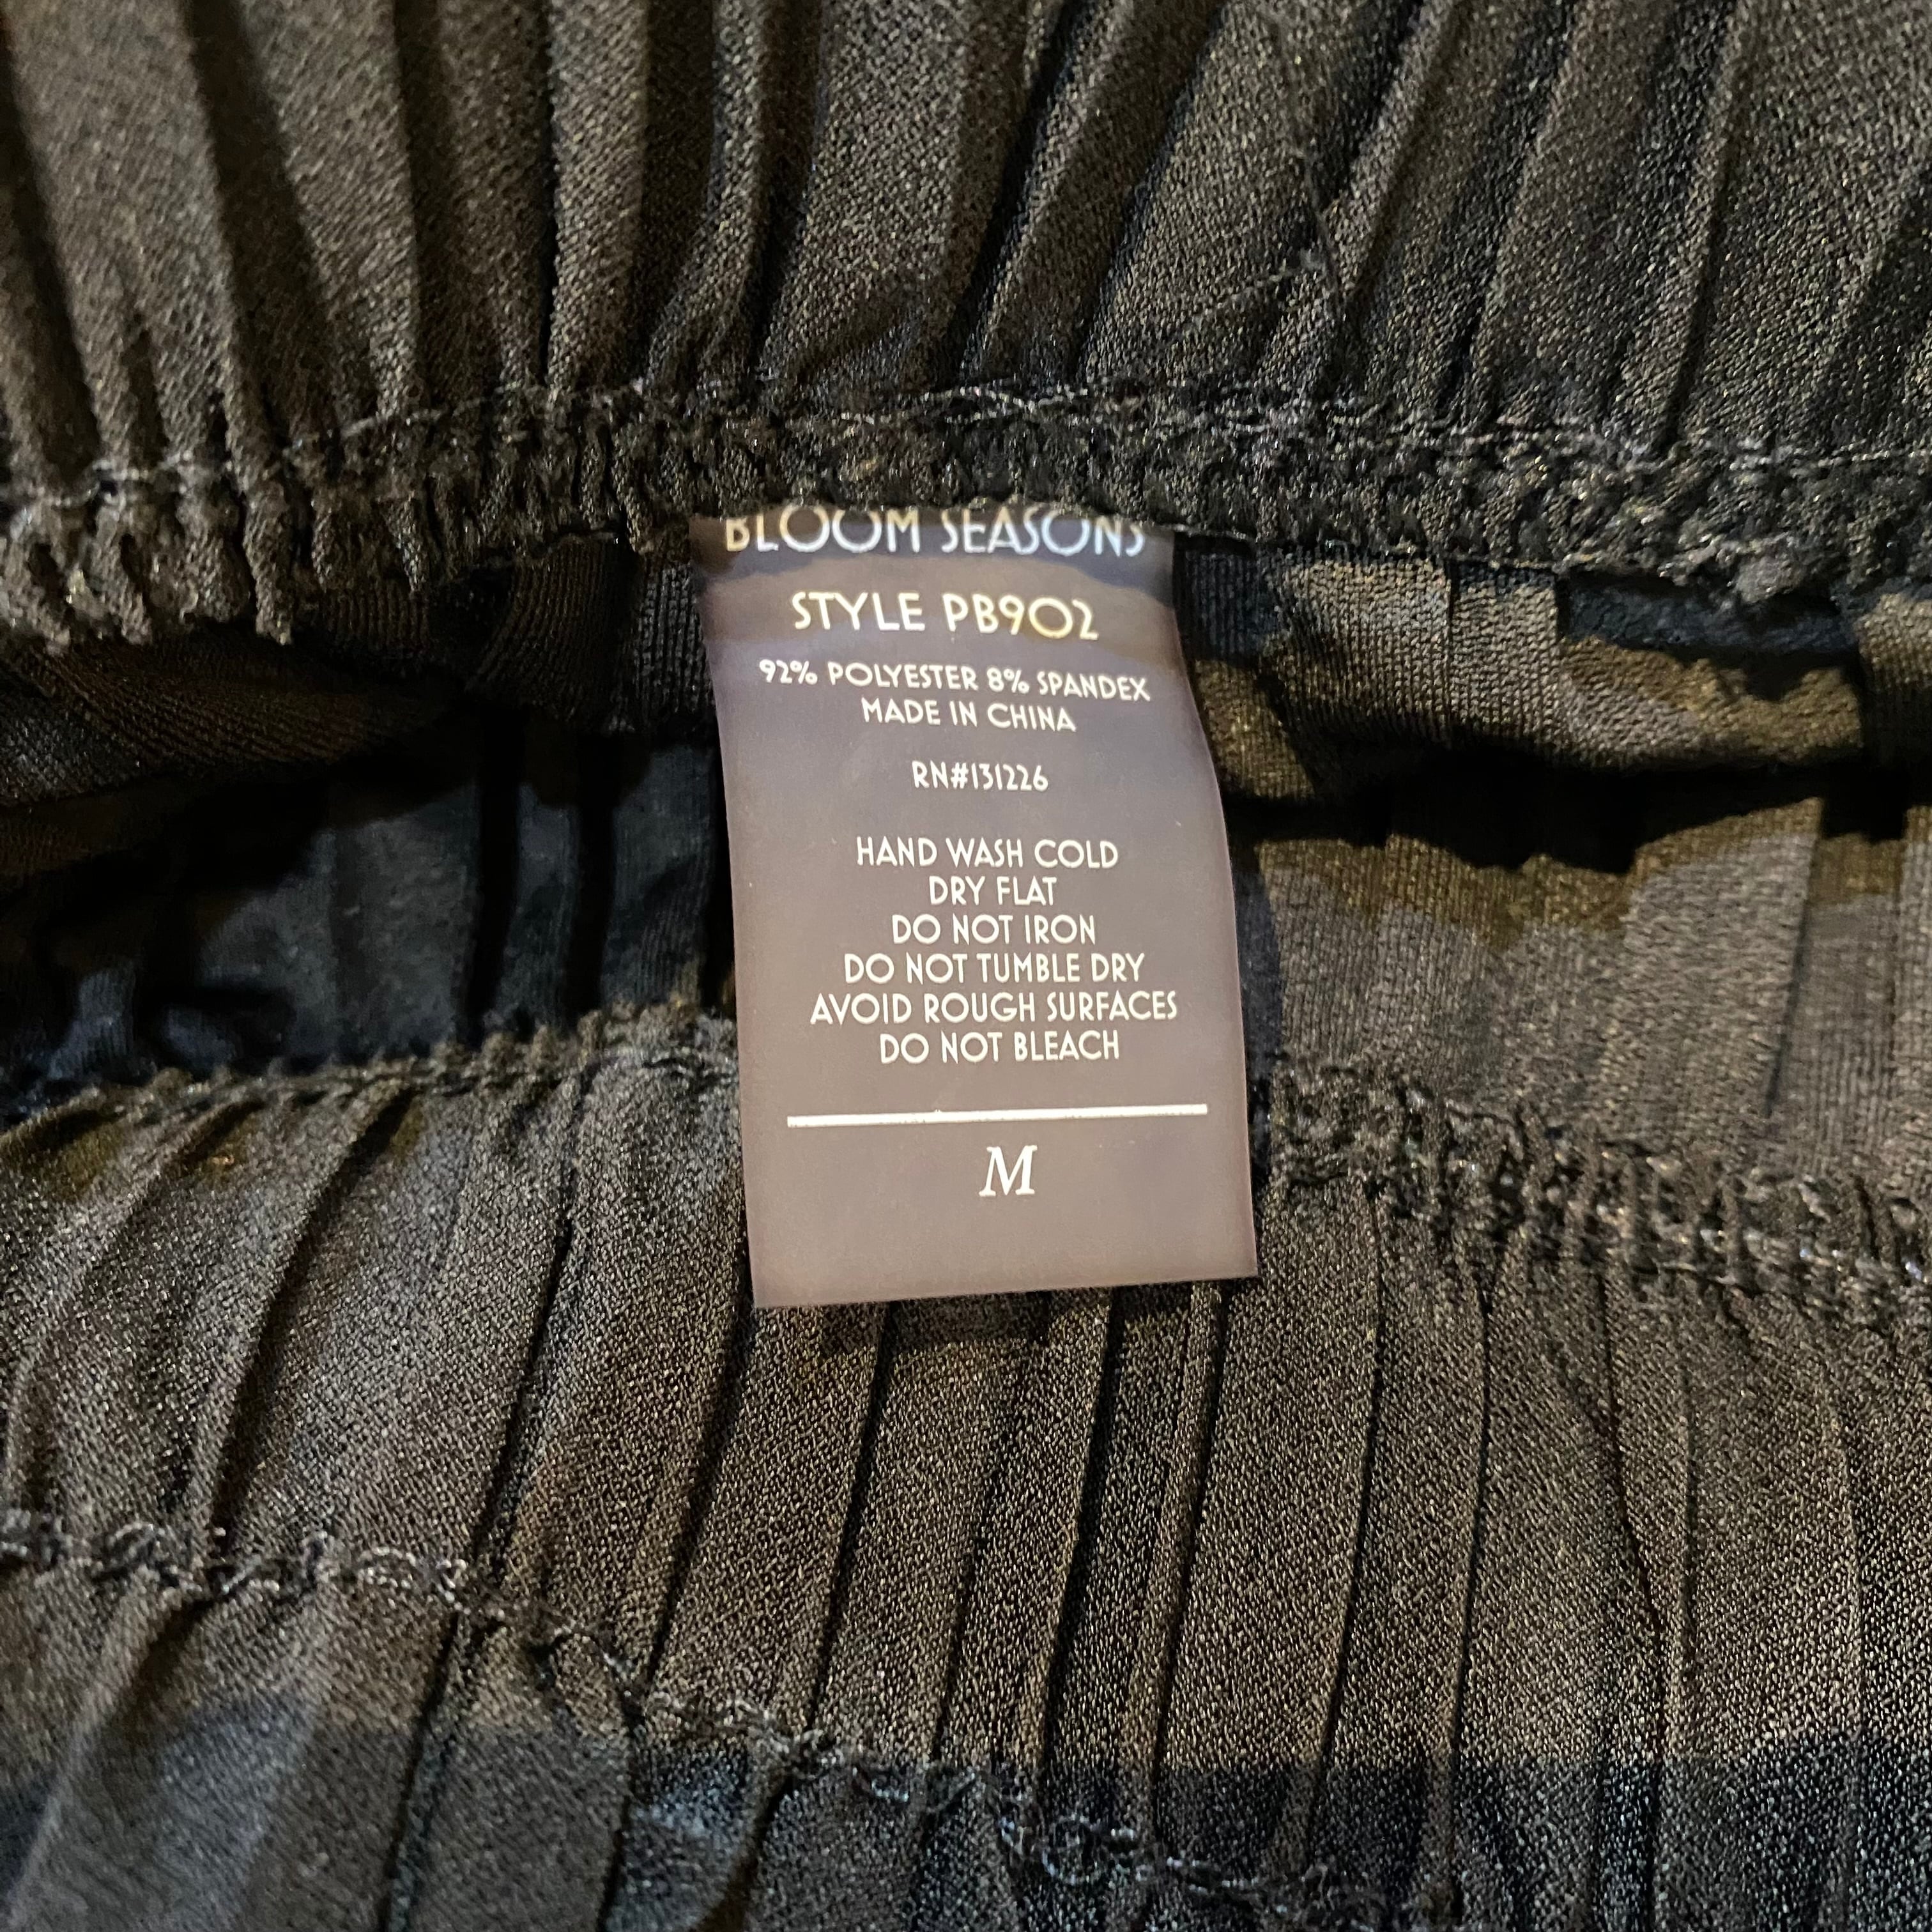 BLOOM SEASONS
STYLE PB902
92% POLYESTER 8% SPANDEX
MADE IN CHINA
RN#131226
HAND WASH COLD
DRY FLAT
DO NOT IRON
DO NOT TUMBLE DRY
AVOID ROUGH SURFACES
DO NOT BLEACH
M